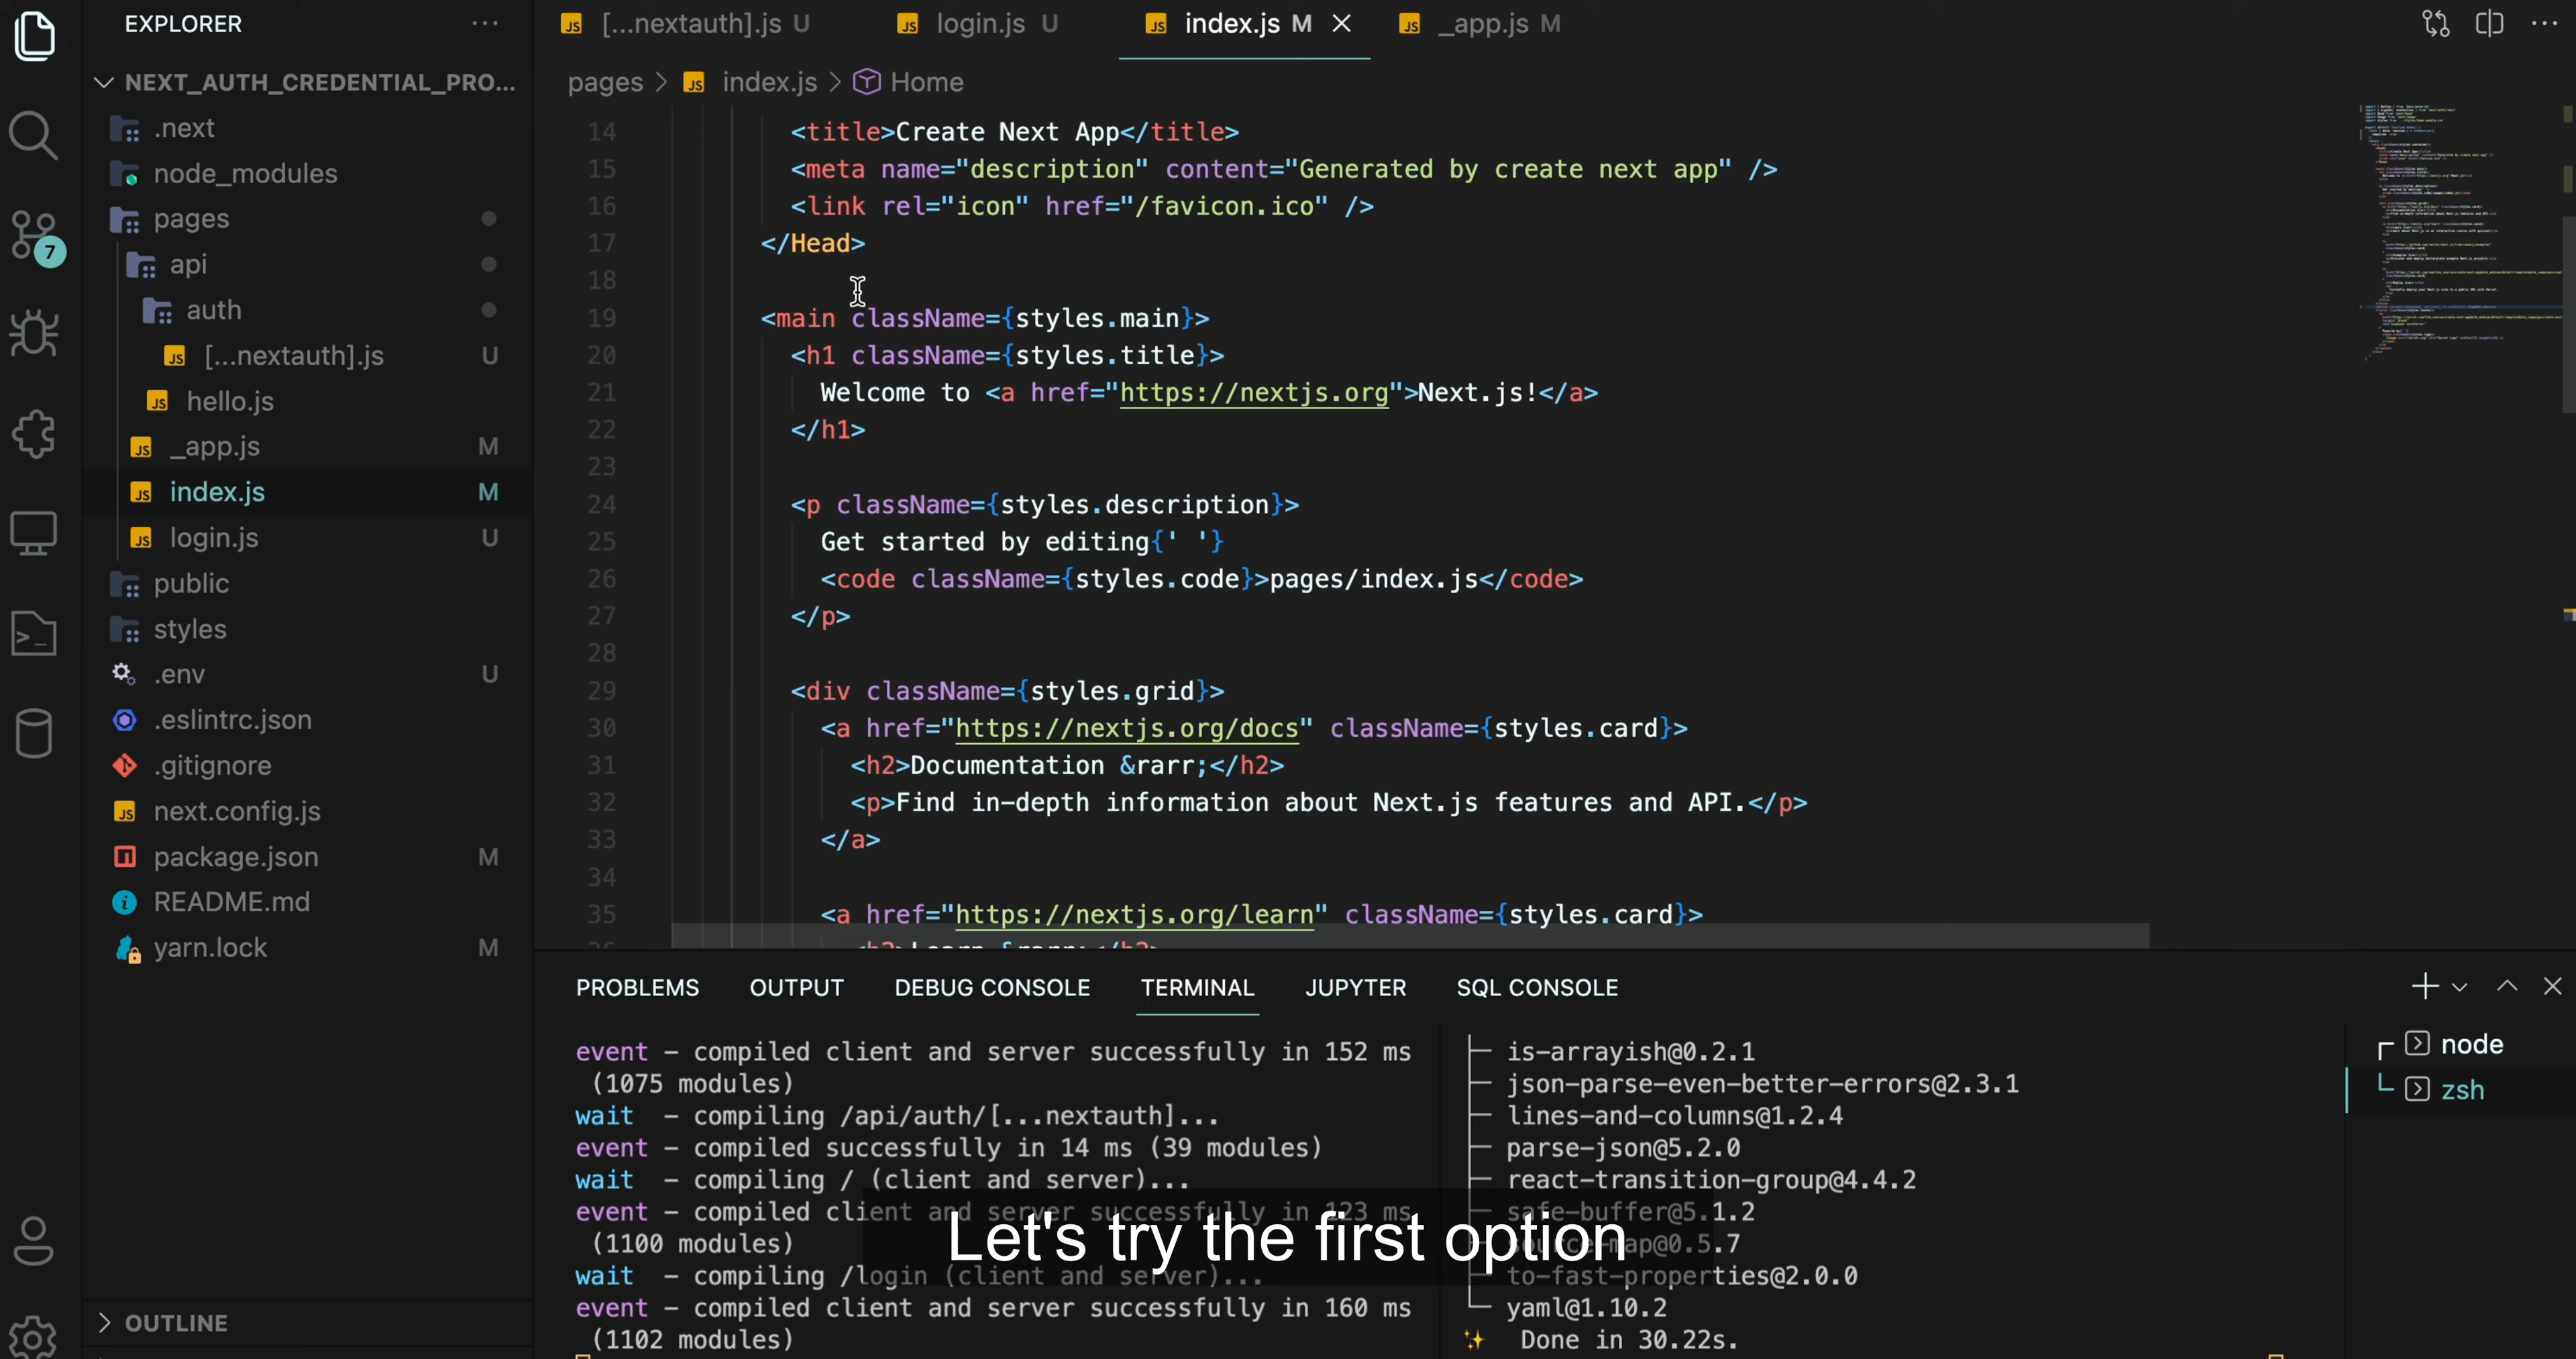 EXPLORER
NEXT_AUTH_CREDENTIAL_PRO...
.next
node_modules
pages
api
auth
[...nextauth].js U
hello.js
_app.js M
index.js M
login.js U
public
styles
.env U
.eslintrc.json
.gitignore
next.config.js
package.json M
README.md
yarn.lock M
OUTLINE
7
[...nextauth].js U login.js U index.js M _app.js M
pages > index.js > Home
14 <title>Create Next App</title>
15 <meta name="description" content="Generated by create next app" />
16 <link rel="icon" href="/favicon.ico" />
17 </Head>
18
19 <main className={styles.main}>
20 <h1 className={styles.title}>
21 Welcome to <a href="https://nextjs.org">Next.js!</a>
22 </h1>
23
24 <p className={styles.description}>
25 Get started by editing{' '}
26 <code className={styles.code}>pages/index.js</code>
27 </p>
28
29 <div className={styles.grid}>
30 <a href="https://nextjs.org/docs" className={styles.card}>
31 <h2>Documentation &rarr;</h2>
32 <p>Find in-depth information about Next.js features and API.</p>
33 </a>
34
35 <a href="https://nextjs.org/learn" className={styles.card}>
PROBLEMS OUTPUT DEBUG CONSOLE TERMINAL JUPYTER SQL CONSOLE
event - compiled client and server successfully in 152 ms
(1075 modules)
wait - compiling /api/auth/[...nextauth]...
event - compiled successfully in 14 ms (39 modules)
wait - compiling / (client and server)...
event - compiled client and server successfully in 123 ms
(1100 modules)
wait - compiling /login (client and server)...
event - compiled client and server successfully in 160 ms
(1102 modules)
is-arrayish@0.2.1
json-parse-even-better-errors@2.3.1
lines-and-columns@1.2.4
parse-json@5.2.0
react-transition-group@4.4.2
safe-buffer@5.1.2
source-map@0.5.7
to-fast-properties@2.0.0
yaml@1.10.2
✨ Done in 30.22s.
node
zsh
Let's try the first option